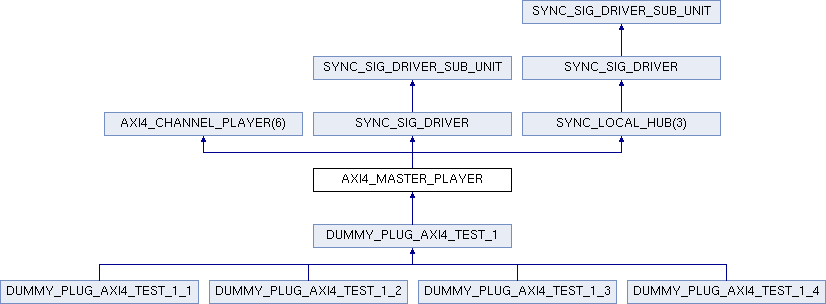 SYNC_SIG_DRIVER_SUB_UNIT
SYNC_SIG_DRIVER_SUB_UNIT
SYNC_SIG_DRIVER
AXI4_CHANNEL_PLAYER(6)
SYNC_SIG_DRIVER
SYNC_LOCAL_HUB(3)
AXI4_MASTER_PLAYER
DUMMY_PLUG_AXI4_TEST_1
DUMMY_PLUG_AXI4_TEST_1_1
DUMMY_PLUG_AXI4_TEST_1_2
DUMMY_PLUG_AXI4_TEST_1_3
DUMMY_PLUG_AXI4_TEST_1_4